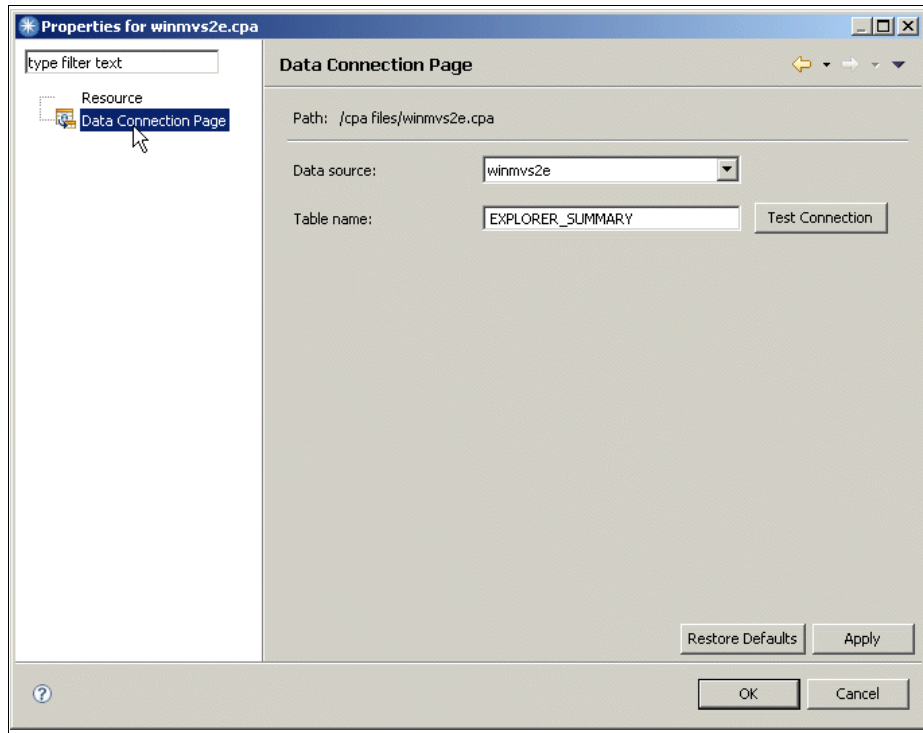 Properties for winmvs2e.cpa
type filter text
Resource
Data Connection Page
Data Connection Page
Path: /cpa files/winmvs2e.cpa
Data source: winmvs2e
Table name: EXPLORER_SUMMARY Test Connection
Restore Defaults Apply
? OK Cancel